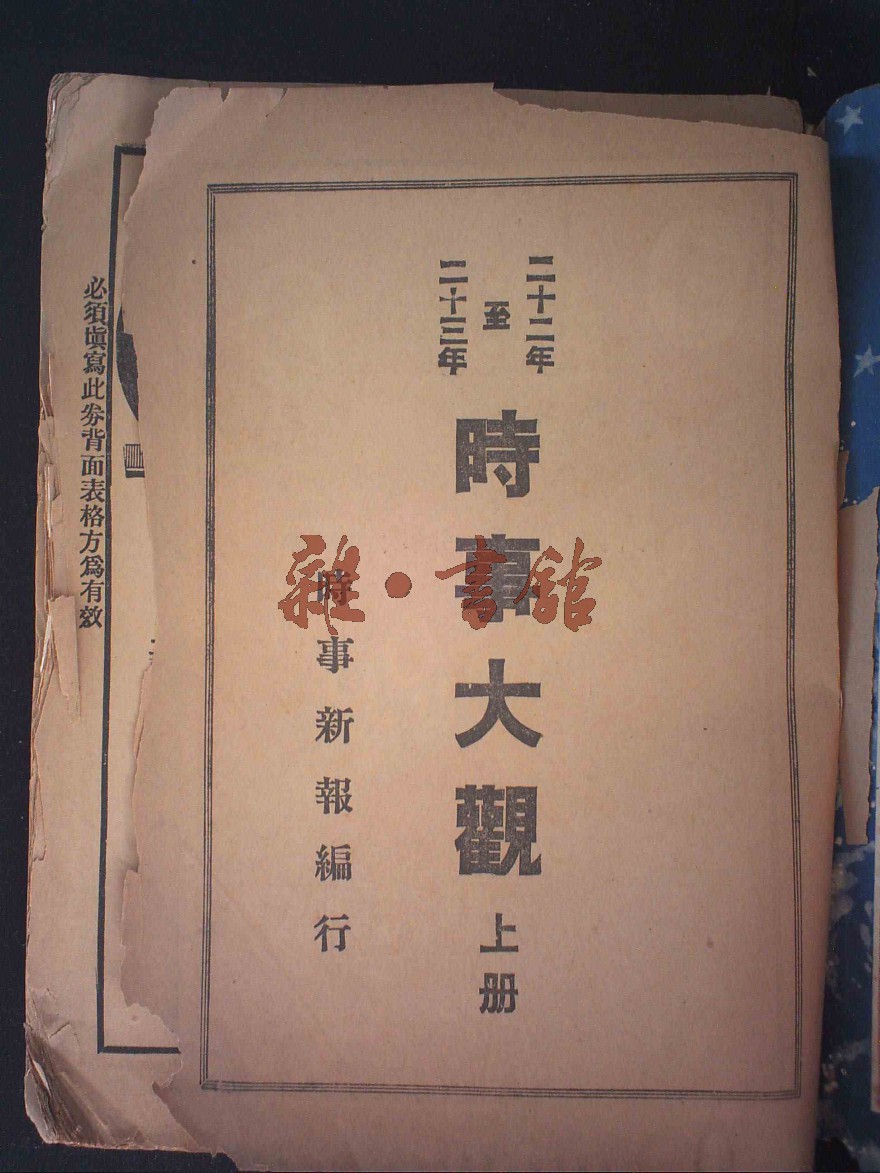 二十二年
至
二十三年
時事大觀 上册
時事新報編行
必須塡寫此券背面表格方爲有效
雜·書館